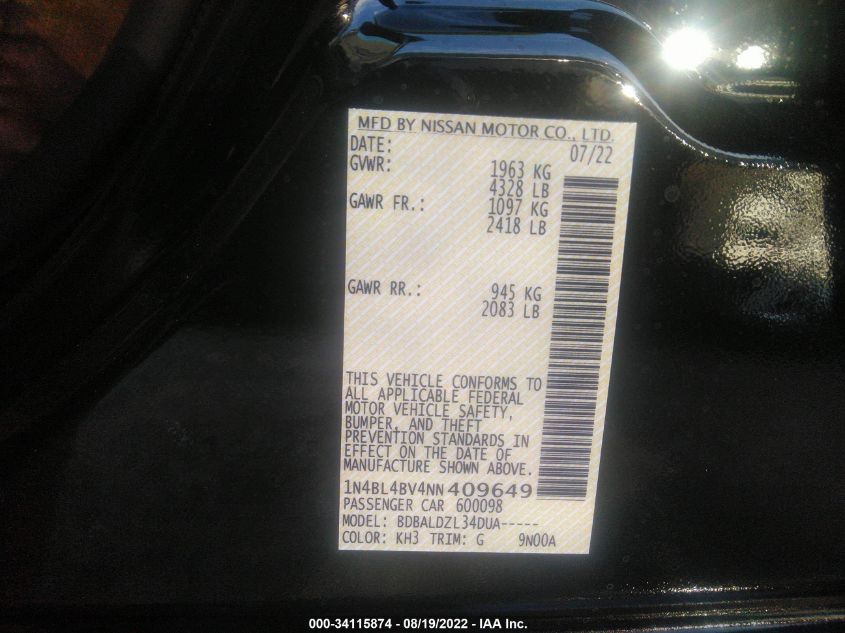 MFD BY NISSAN MOTOR CO., LTD.
DATE: 07/22
GVWR: 1963 KG
4328 LB
GAWR FR.: 1097 KG
2418 LB
GAWR RR.: 945 KG
2083 LB
THIS VEHICLE CONFORMS TO
ALL APPLICABLE FEDERAL
MOTOR VEHICLE SAFETY,
BUMPER, AND THEFT
PREVENTION STANDARDS IN
EFFECT ON THE DATE OF
MANUFACTURE SHOWN ABOVE.
1N4BL4BV4NN409649
PASSENGER CAR 600098
MODEL: BDBALDZL34DUA-----
COLOR: KH3 TRIM: G 9N00A
000-34115874 - 08/19/2022 - IAA Inc.